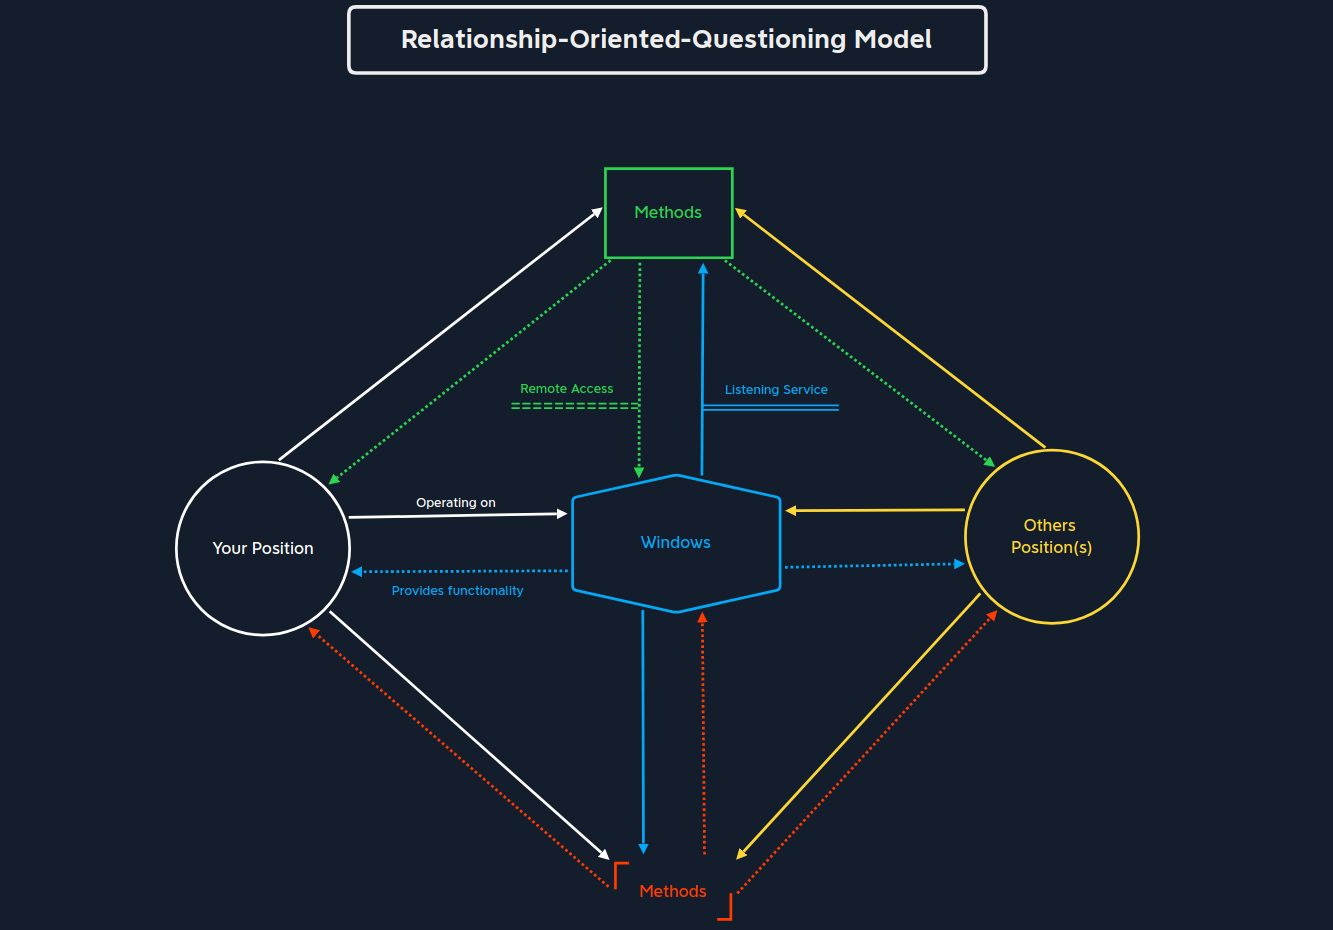 Relationship-Oriented-Questioning Model
Methods
Remote Access
Listening Service
Operating on
Your Position
Windows
Others
Position(s)
Provides functionality
Methods